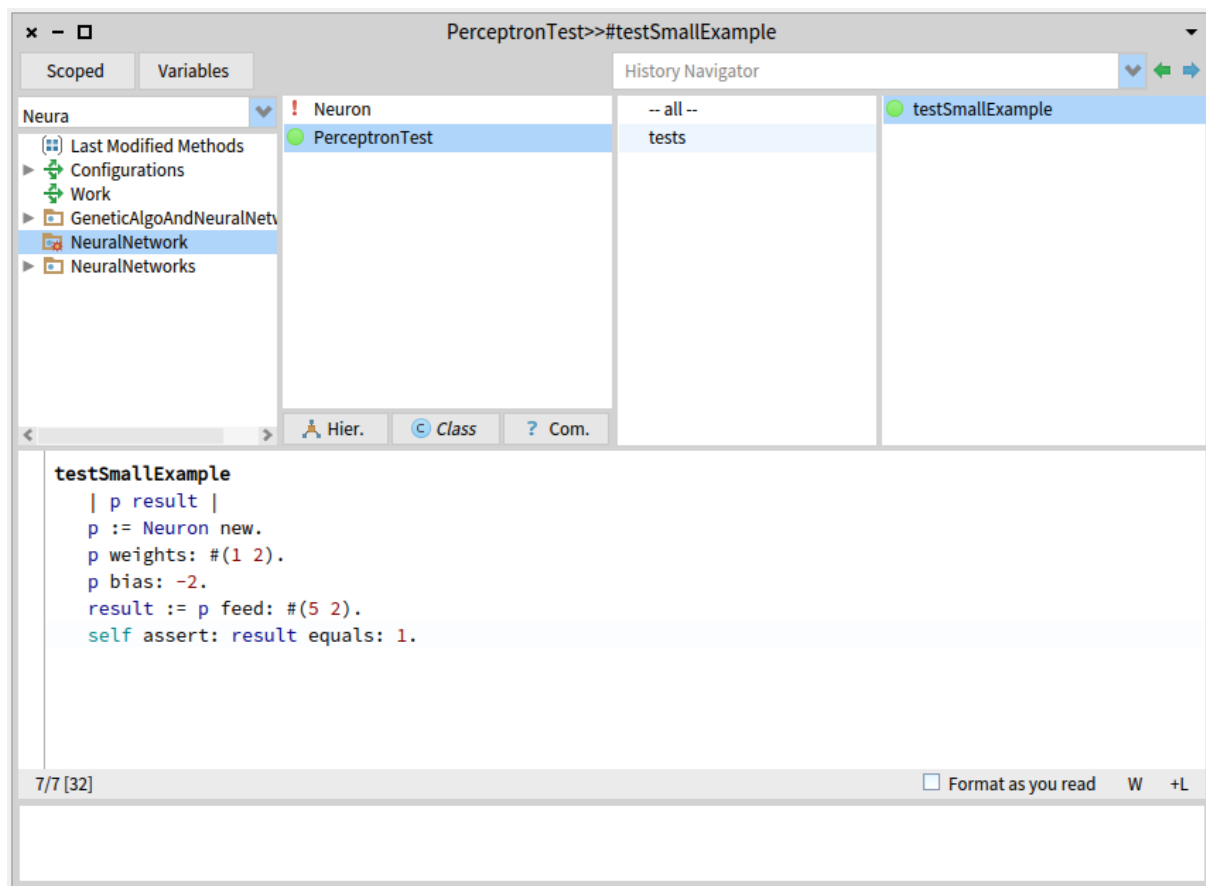 PerceptronTest>>#testSmallExample
Scoped
Variables
History Navigator
Neura
Last Modified Methods
Configurations
Work
GeneticAlgoAndNeuralNetw
NeuralNetwork
NeuralNetworks
! Neuron
PerceptronTest
Hier.
C Class
? Com.
-- all --
tests
testSmallExample
testSmallExample
| p result |
p := Neuron new.
p weights: #(1 2).
p bias: -2.
result := p feed: #(5 2).
self assert: result equals: 1.
7/7 [32]
Format as you read
W
+L